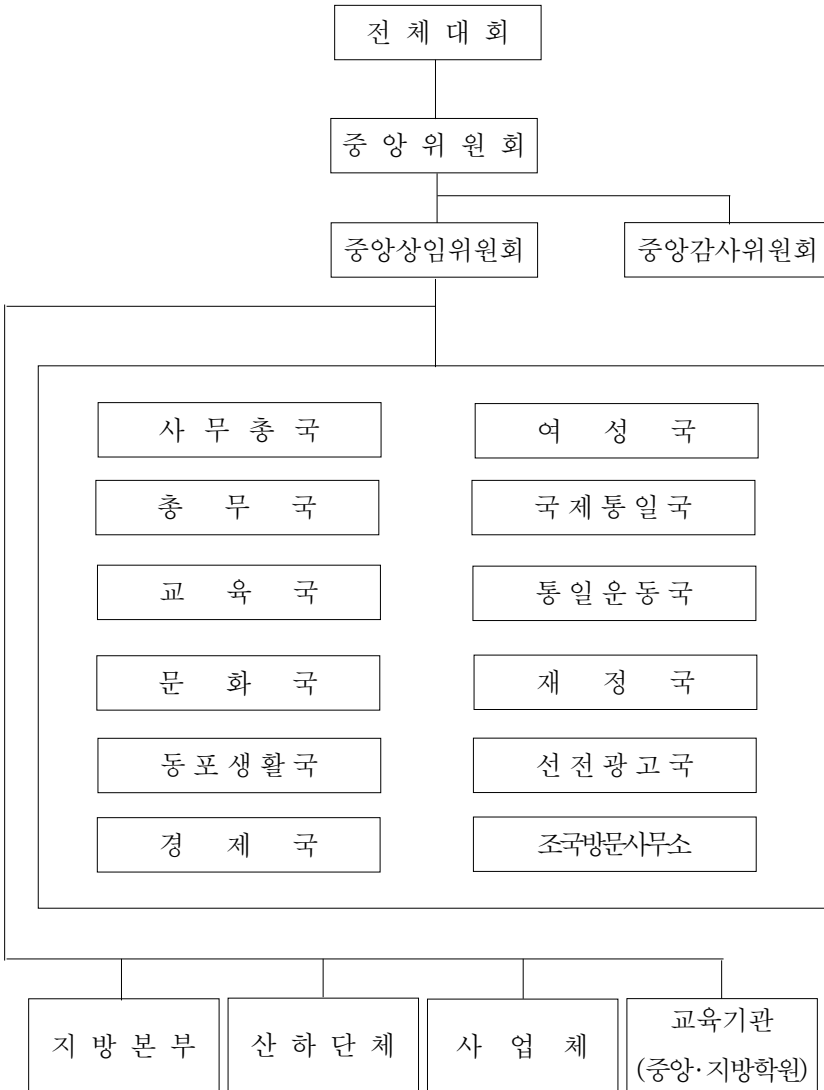 전 체 대 회
중 앙 위 원 회
중앙상임위원회 중앙감사위원회
사 무 총 국 여 성 국
총 무 국 국 제 통 일 국
교 육 국 통 일 운 동 국
문 화 국 재 정 국
동 포 생 활 국 선 전 광 고 국
경 제 국 조국방문사무소
지 방 본 부 산 하 단 체 사 업 체 교육기관
(중앙·지방학원)